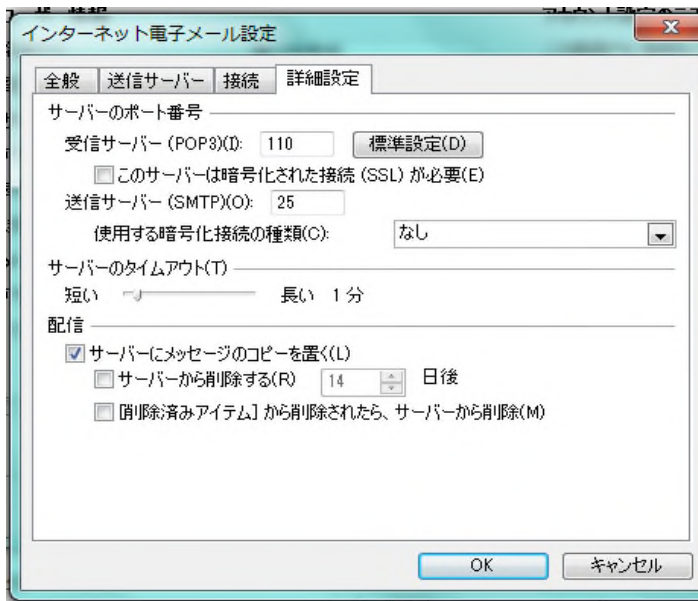 インターネット電子メール設定
全般 送信サーバー 接続 詳細設定
サーバーのポート番号
受信サーバー (POP3)(I): 110 標準設定(D)
このサーバーは暗号化された接続 (SSL) が必要(E)
送信サーバー (SMTP)(O): 25
使用する暗号化接続の種類(C): なし
サーバーのタイムアウト(T)
短い 長い 1 分
配信
サーバーにメッセージのコピーを置く(L)
サーバーから削除する(R) 14 日後
[削除済みアイテム] から削除されたら、サーバーから削除(M)
OK キャンセル